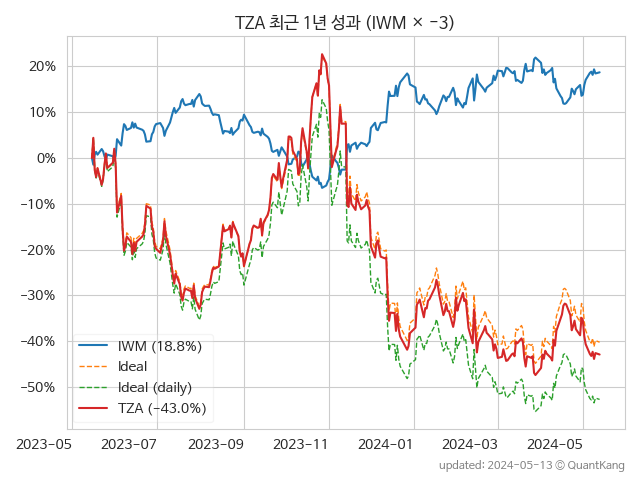 TZA 최근 1년 성과 (IWM × −3)
20%
10%
0%
−10%
−20%
−30%
−40%
−50%
IWM (18.8%)
Ideal
Ideal (daily)
TZA (−43.0%)
2023-05 2023-07 2023-09 2023-11 2024-01 2024-03 2024-05
updated: 2024-05-13 ⓒ QuantKang